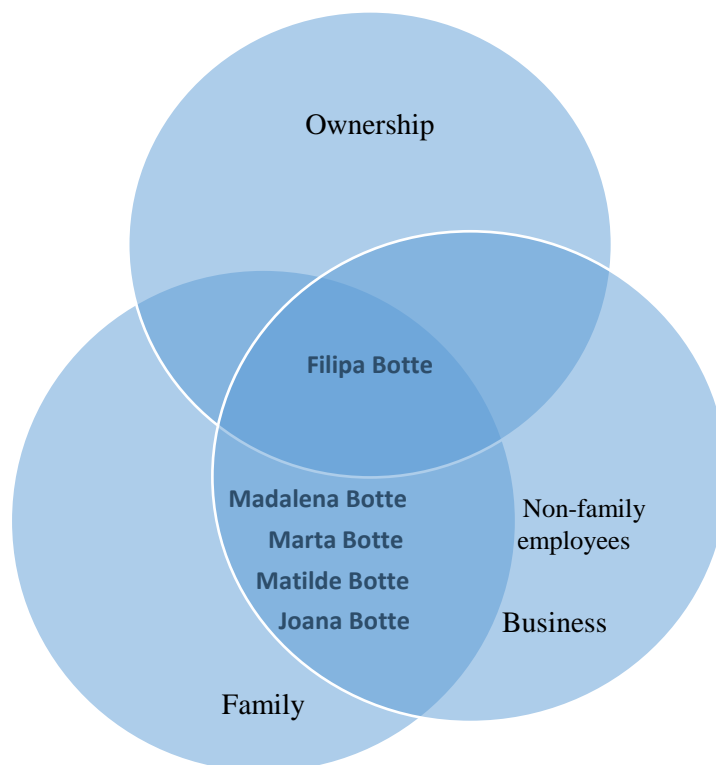 Ownership
Filipa Botte
Madalena Botte
Marta Botte
Matilde Botte
Joana Botte
Non-family
employees
Business
Family